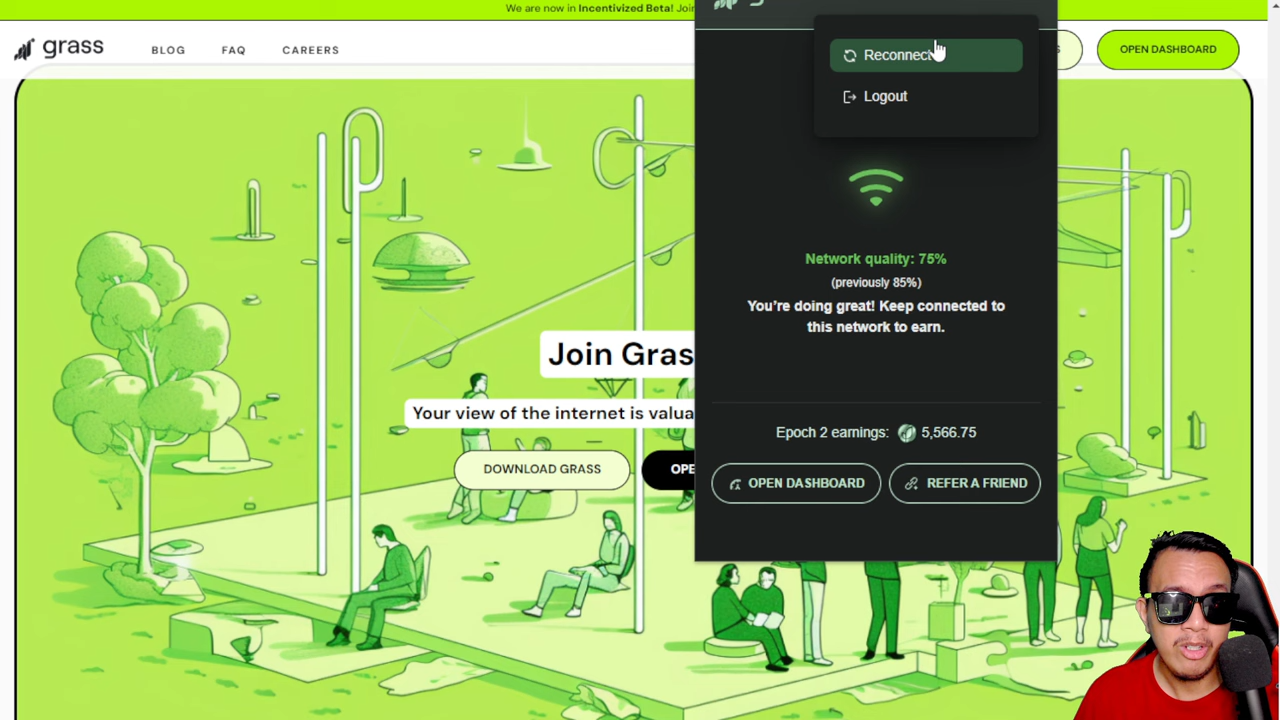 We are now in Incentivized Beta! Join
grass
BLOG
FAQ
CAREERS
OPEN DASHBOARD
Reconnect
Logout
Network quality: 75%
(previously 85%)
You're doing great! Keep connected to
this network to earn.
Join Gras
Your view of the internet is valua
DOWNLOAD GRASS
OPE
Epoch 2 earnings: 5,566.75
OPEN DASHBOARD
REFER A FRIEND